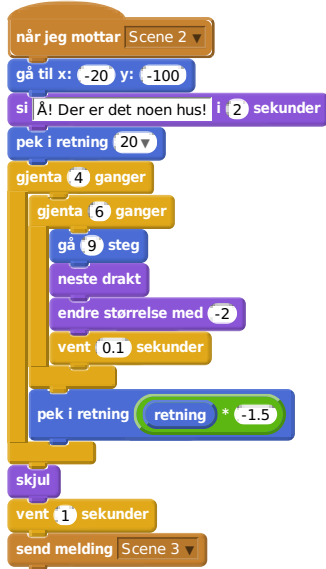 når jeg mottar Scene 2
gå til x: -20 y: -100
si Å! Der er det noen hus! i 2 sekunder
pek i retning 20
gjenta 4 ganger
gjenta 6 ganger
gå 9 steg
neste drakt
endre størrelse med -2
vent 0.1 sekunder
pek i retning retning * -1.5
skjul
vent 1 sekunder
send melding Scene 3